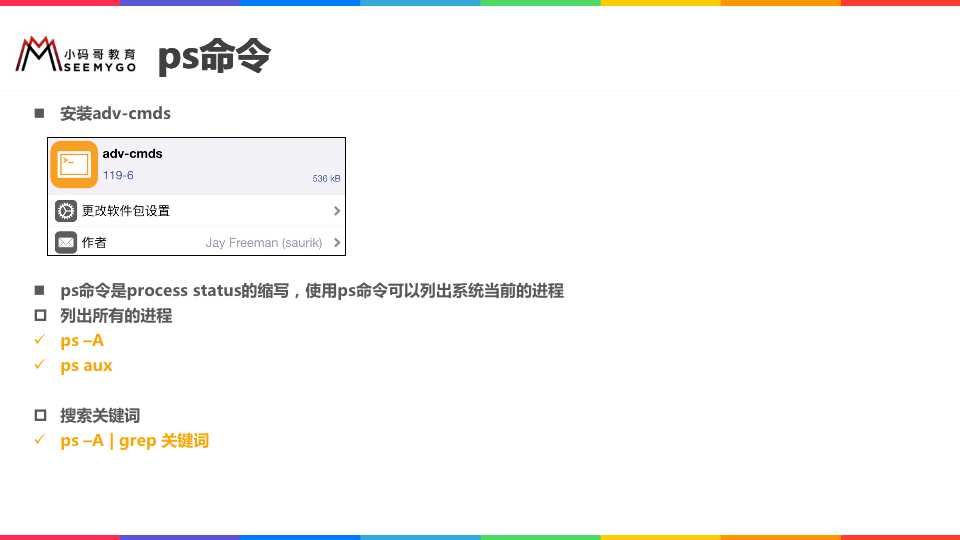 小码哥教育
SEEMYGO
ps命令
■ 安装adv-cmds
adv-cmds
119-6
536 kB
更改软件包设置
作者 Jay Freeman (saurik)
■ ps命令是process status的缩写，使用ps命令可以列出系统当前的进程
列出所有的进程
✓ ps –A
✓ ps aux
搜索关键词
✓ ps –A | grep 关键词